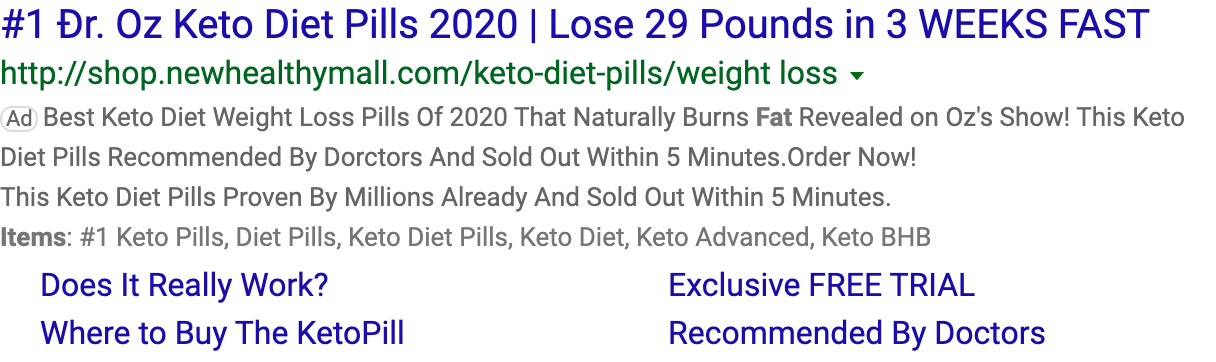 #1 Đr. Oz Keto Diet Pills 2020 | Lose 29 Pounds in 3 WEEKS FAST
http://shop.newhealthymall.com/keto-diet-pills/weight loss
Ad Best Keto Diet Weight Loss Pills Of 2020 That Naturally Burns Fat Revealed on Oz's Show! This Keto
Diet Pills Recommended By Dorctors And Sold Out Within 5 Minutes.Order Now!
This Keto Diet Pills Proven By Millions Already And Sold Out Within 5 Minutes.
Items: #1 Keto Pills, Diet Pills, Keto Diet Pills, Keto Diet, Keto Advanced, Keto BHB
Does It Really Work? Exclusive FREE TRIAL
Where to Buy The KetoPill Recommended By Doctors